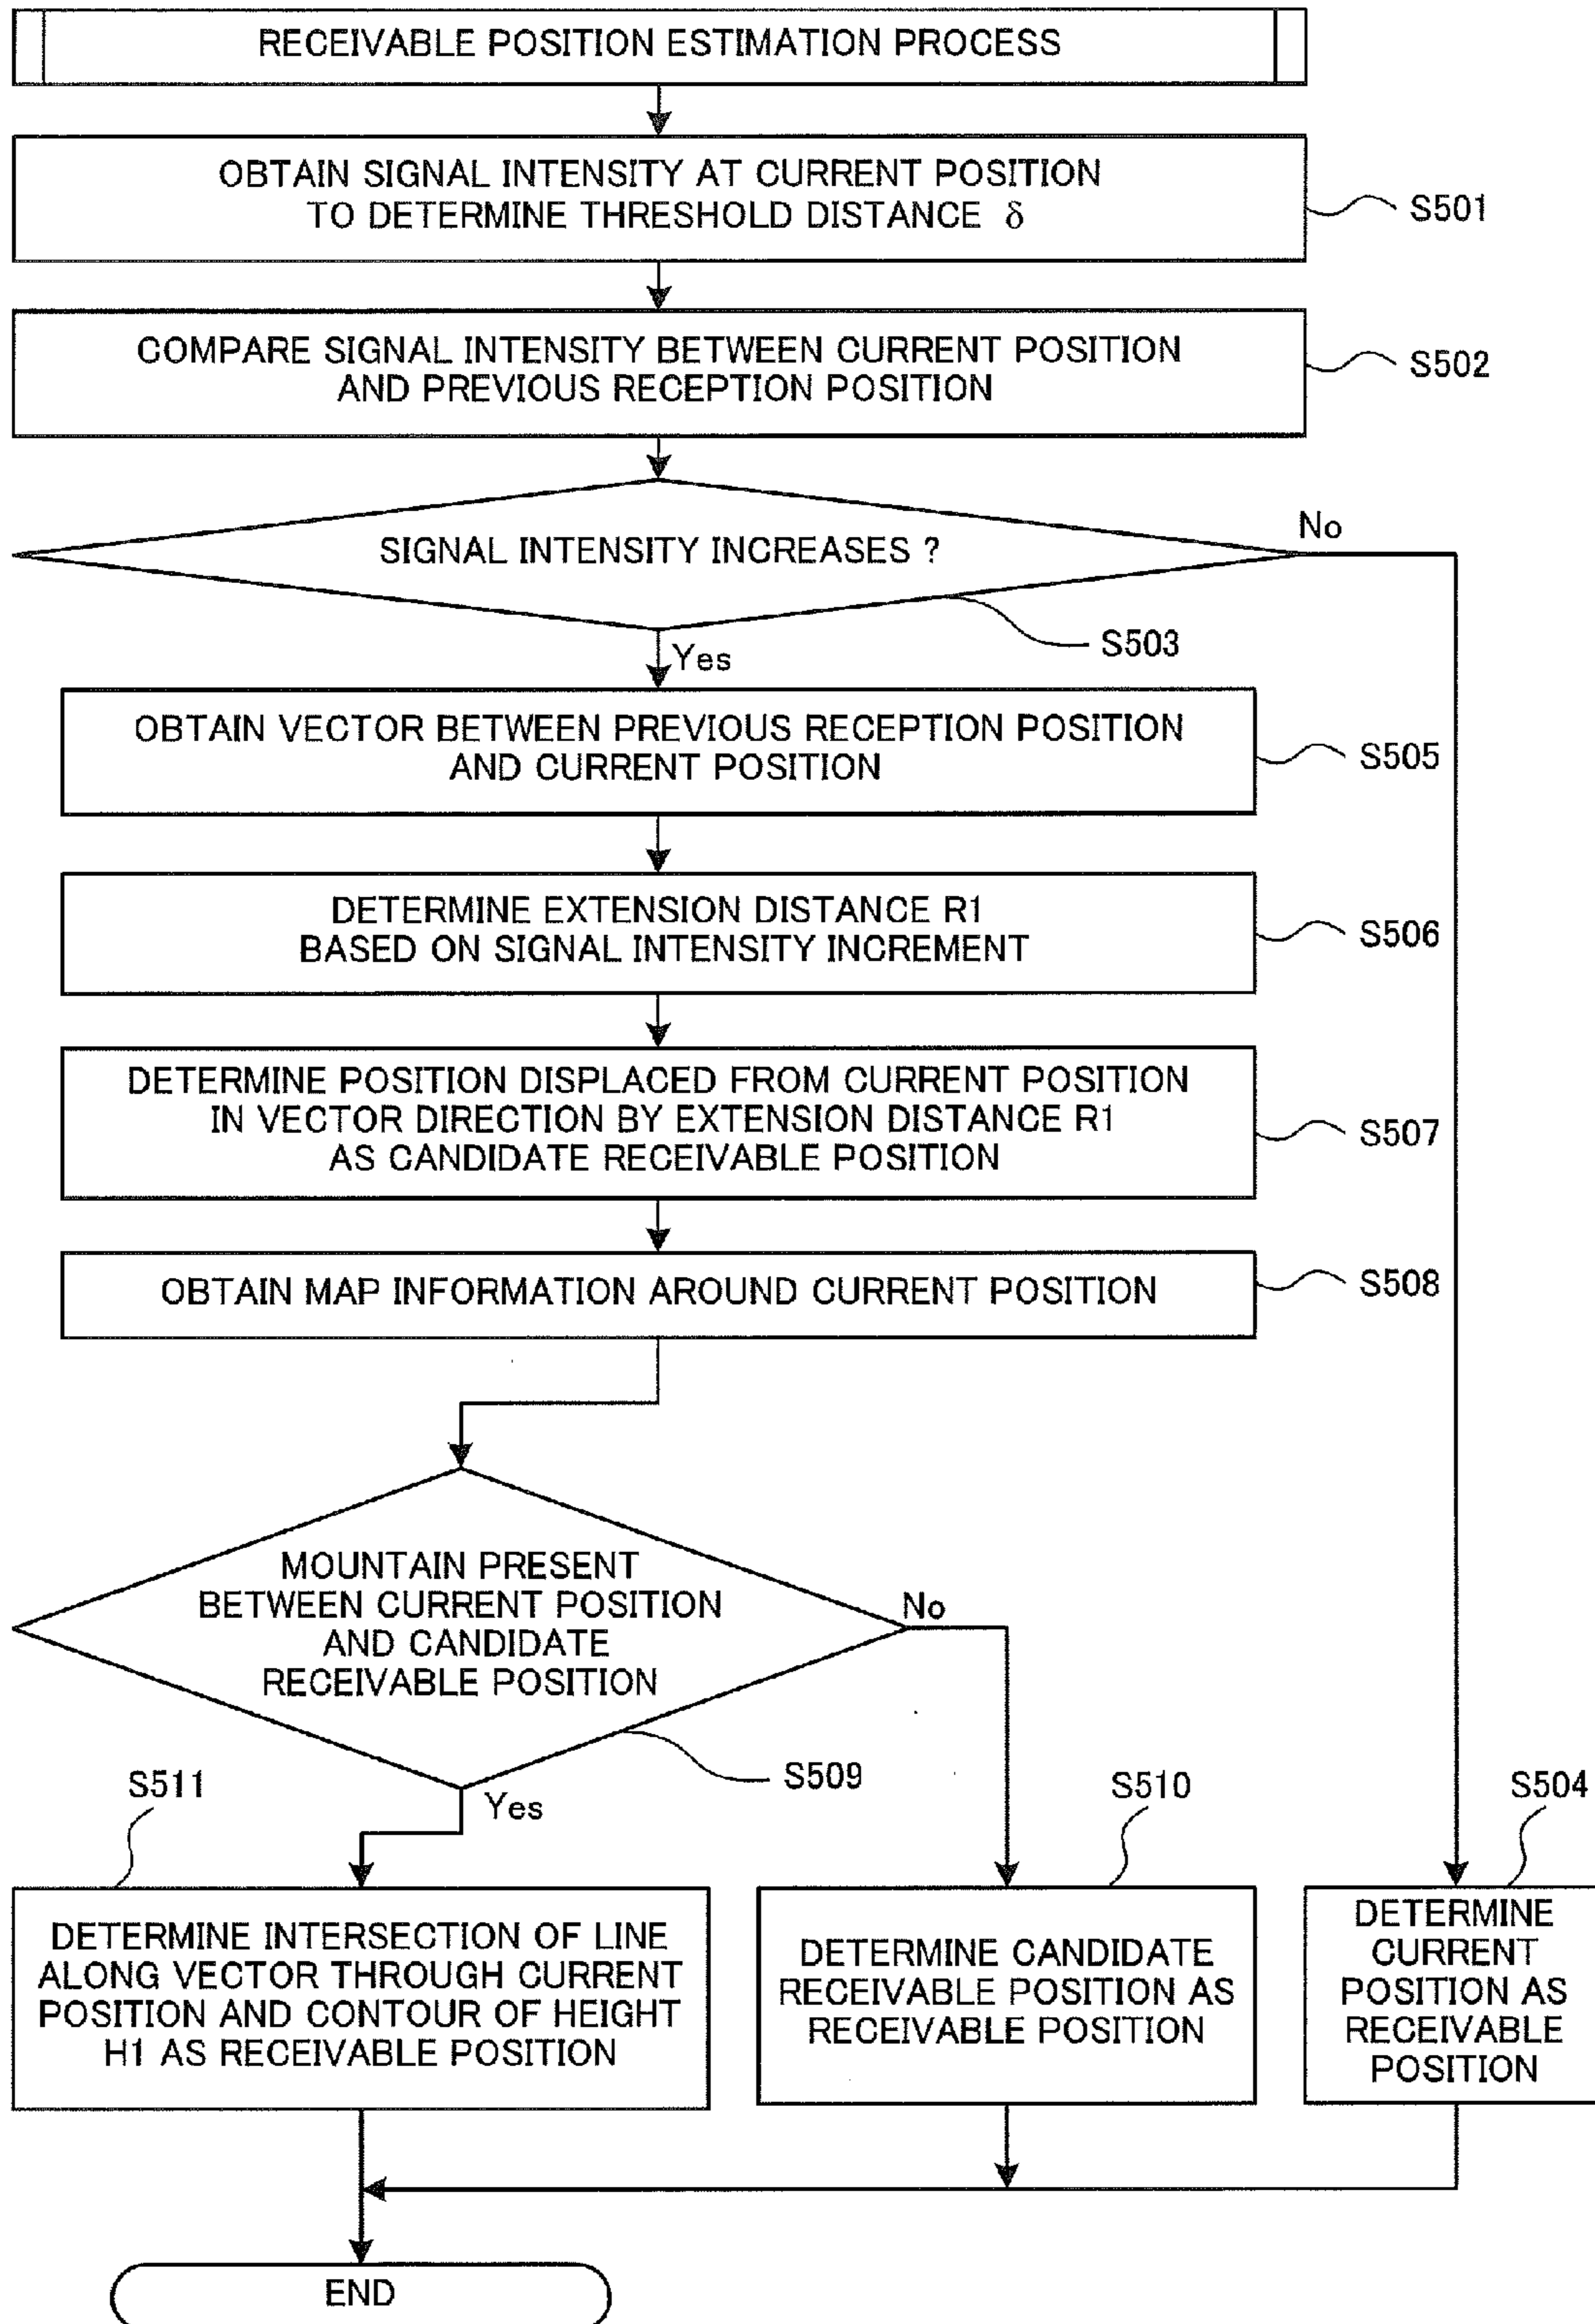 RECEIVABLE POSITION ESTIMATION PROCESS
OBTAIN SIGNAL INTENSITY AT CURRENT POSITION
TO DETERMINE THRESHOLD DISTANCE δ
S501
COMPARE SIGNAL INTENSITY BETWEEN CURRENT POSITION
AND PREVIOUS RECEPTION POSITION
S502
SIGNAL INTENSITY INCREASES ?
No
S503
Yes
OBTAIN VECTOR BETWEEN PREVIOUS RECEPTION POSITION
AND CURRENT POSITION
S505
DETERMINE EXTENSION DISTANCE R1
BASED ON SIGNAL INTENSITY INCREMENT
S506
DETERMINE POSITION DISPLACED FROM CURRENT POSITION
IN VECTOR DIRECTION BY EXTENSION DISTANCE R1
AS CANDIDATE RECEIVABLE POSITION
S507
OBTAIN MAP INFORMATION AROUND CURRENT POSITION
S508
MOUNTAIN PRESENT
BETWEEN CURRENT POSITION
AND CANDIDATE
RECEIVABLE POSITION
No
S509
Yes
S511
DETERMINE INTERSECTION OF LINE
ALONG VECTOR THROUGH CURRENT
POSITION AND CONTOUR OF HEIGHT
H1 AS RECEIVABLE POSITION
S510
DETERMINE CANDIDATE
RECEIVABLE POSITION AS
RECEIVABLE POSITION
S504
DETERMINE
CURRENT
POSITION AS
RECEIVABLE
POSITION
END